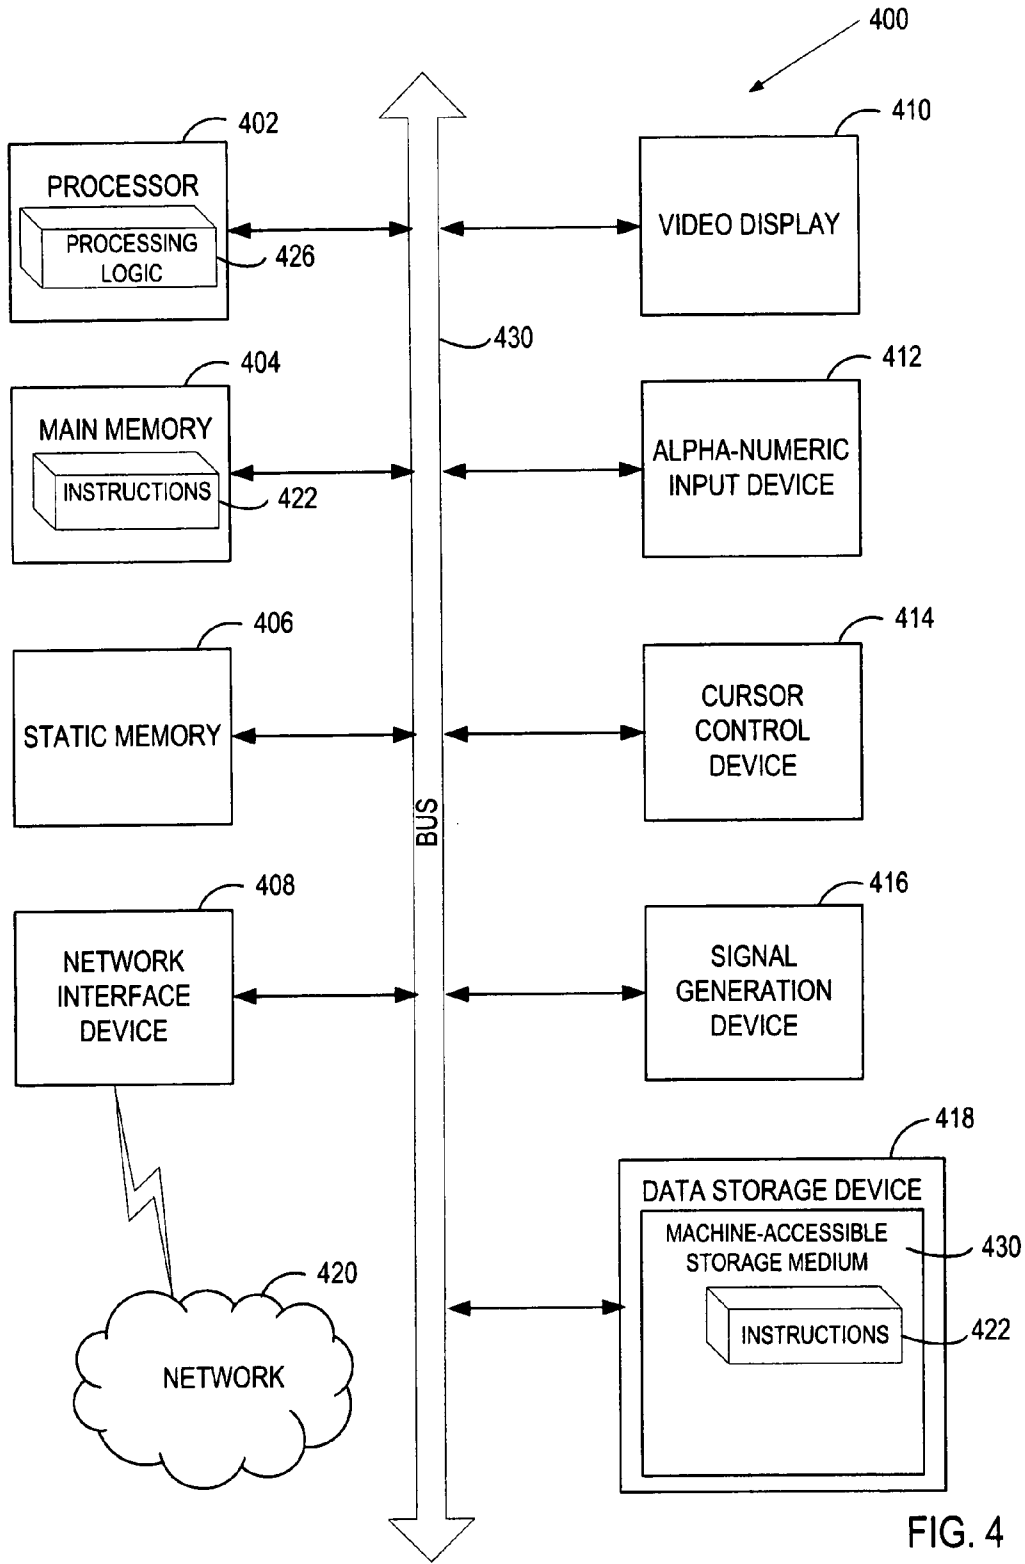 400
402
PROCESSOR
PROCESSING
LOGIC
426
410
VIDEO DISPLAY
430
404
MAIN MEMORY
INSTRUCTIONS
422
412
ALPHA-NUMERIC
INPUT DEVICE
406
STATIC MEMORY
414
CURSOR
CONTROL
DEVICE
BUS
408
NETWORK
INTERFACE
DEVICE
416
SIGNAL
GENERATION
DEVICE
418
DATA STORAGE DEVICE
MACHINE-ACCESSIBLE
STORAGE MEDIUM
430
INSTRUCTIONS
422
420
NETWORK
FIG. 4